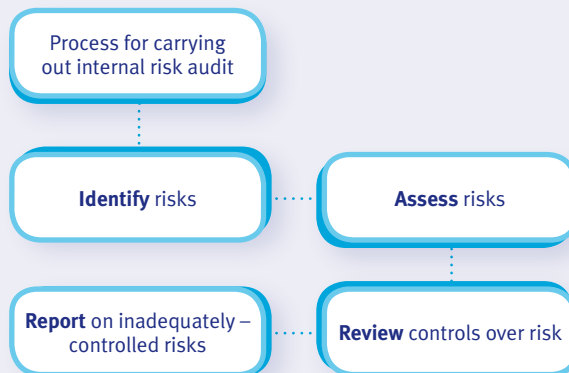 Process for carrying
out internal risk audit
Identify risks
Assess risks
Report on inadequately –
controlled risks
Review controls over risk